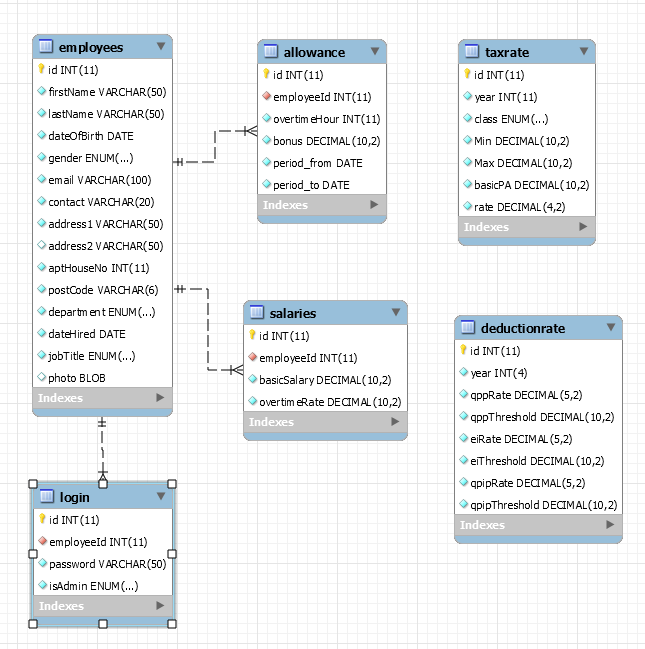 employees
id INT(11)
firstName VARCHAR(50)
lastName VARCHAR(50)
dateOfBirth DATE
gender ENUM(...)
email VARCHAR(100)
contact VARCHAR(20)
address1 VARCHAR(50)
address2 VARCHAR(50)
aptHouseNo INT(11)
postCode VARCHAR(6)
department ENUM(...)
dateHired DATE
jobTitle ENUM(...)
photo BLOB
Indexes
allowance
id INT(11)
employeeId INT(11)
overtimeHour INT(11)
bonus DECIMAL(10,2)
period_from DATE
period_to DATE
Indexes
taxrate
id INT(11)
year INT(11)
class ENUM(...)
Min DECIMAL(10,2)
Max DECIMAL(10,2)
basicPA DECIMAL(10,2)
rate DECIMAL(4,2)
Indexes
salaries
id INT(11)
employeeId INT(11)
basicSalary DECIMAL(10,2)
overtimeRate DECIMAL(10,2)
Indexes
deductionrate
id INT(11)
year INT(4)
qppRate DECIMAL(5,2)
qppThreshold DECIMAL(10,2)
eiRate DECIMAL(5,2)
eiThreshold DECIMAL(10,2)
qpipRate DECIMAL(5,2)
qpipThreshold DECIMAL(10,2)
Indexes
login
id INT(11)
employeeId INT(11)
password VARCHAR(50)
isAdmin ENUM(...)
Indexes